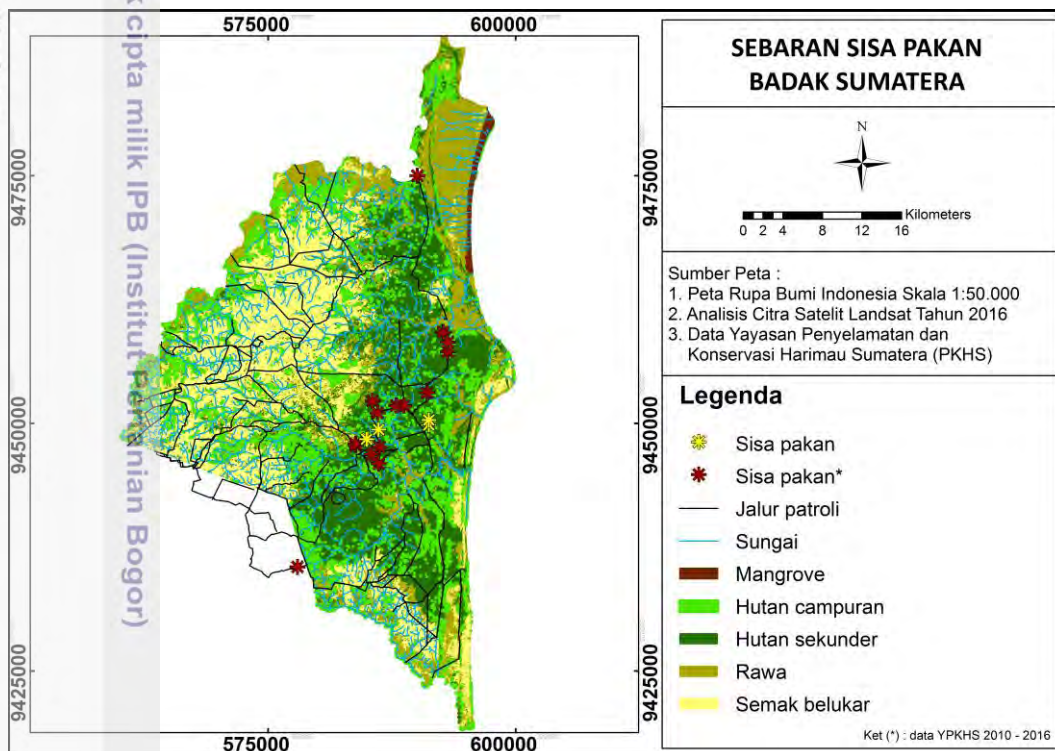 575000
600000
9475000
9450000
9425000
9475000
9450000
9425000
575000
600000
cipta milik IPB (Institut Pertanian Bogor)
SEBARAN SISA PAKAN
BADAK SUMATERA
N
Kilometers
0 2 4 8 12 16
Sumber Peta :
1. Peta Rupa Bumi Indonesia Skala 1:50.000
2. Analisis Citra Satelit Landsat Tahun 2016
3. Data Yayasan Penyelamatan dan
Konservasi Harimau Sumatera (PKHS)
Legenda
Sisa pakan
Sisa pakan*
Jalur patroli
Sungai
Mangrove
Hutan campuran
Hutan sekunder
Rawa
Semak belukar
Ket (*) : data YPKHS 2010 - 2016